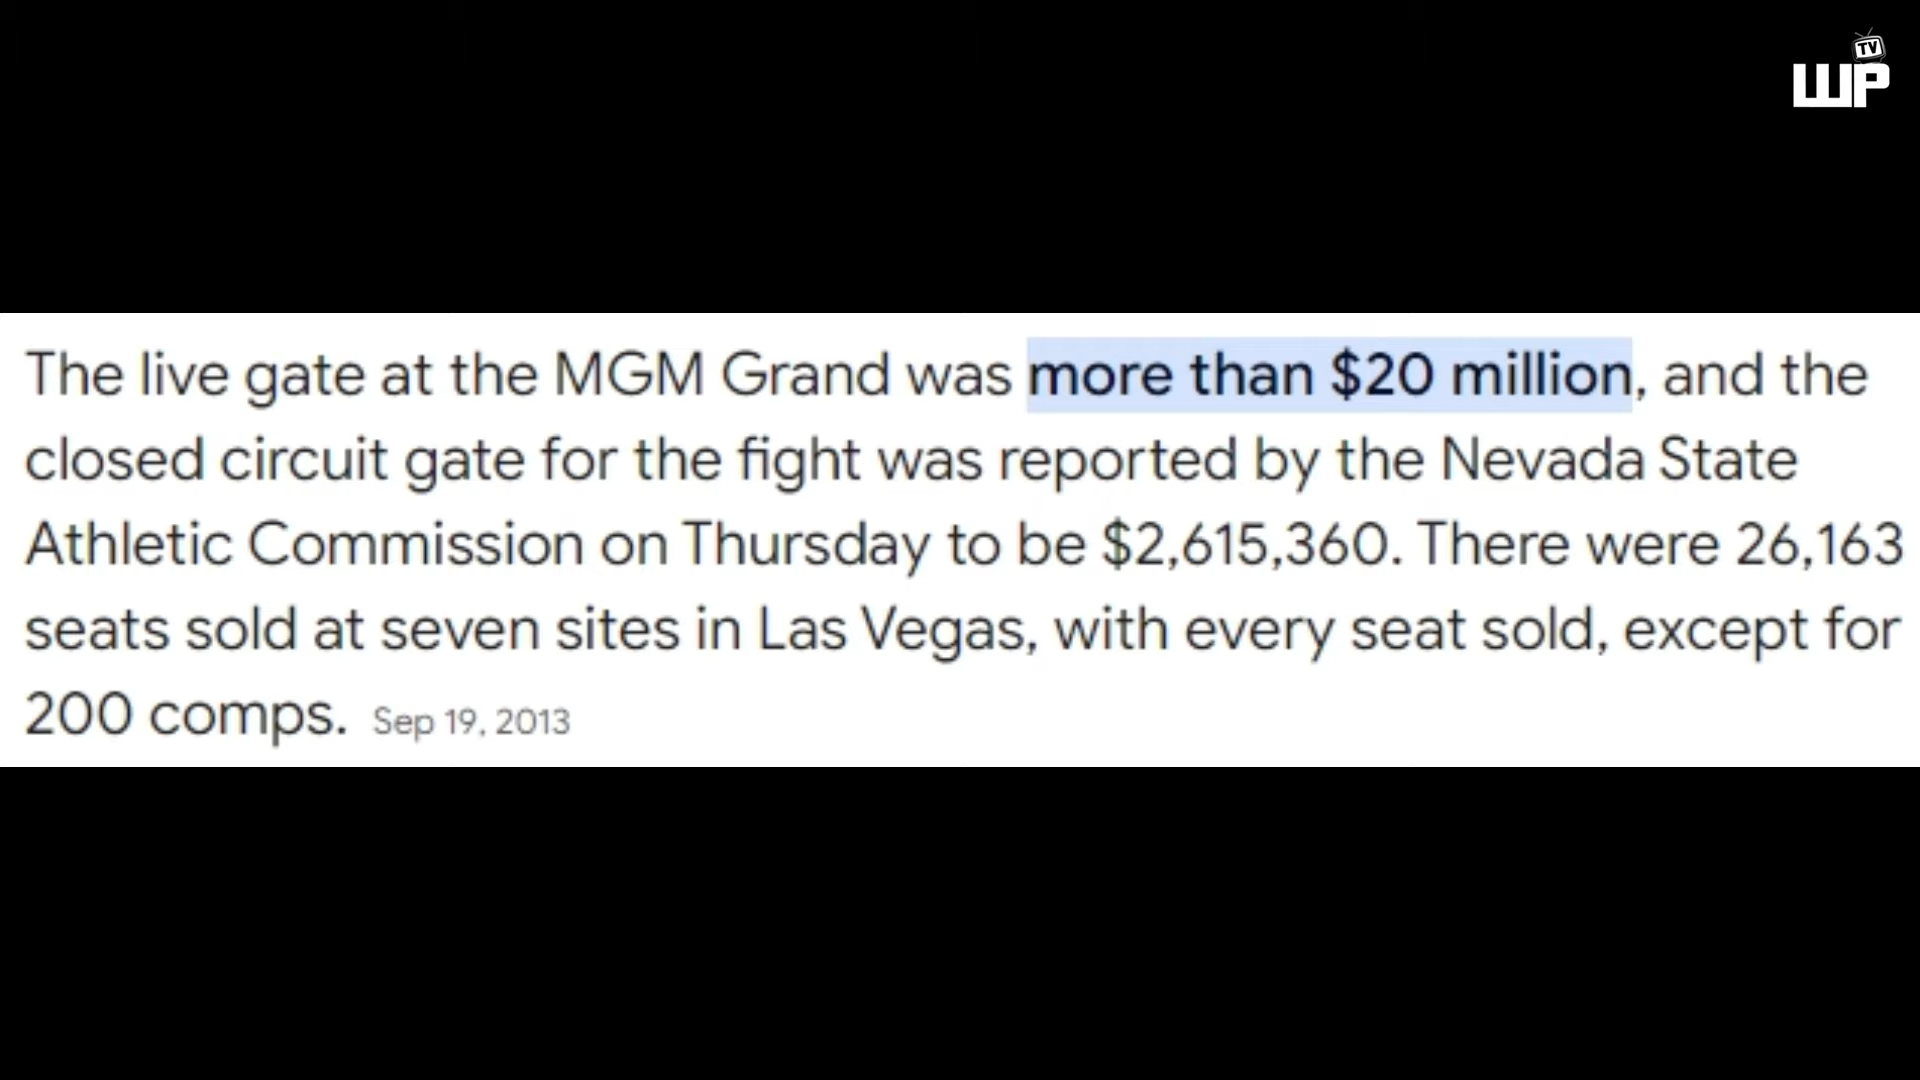 TV
WP
The live gate at the MGM Grand was more than $20 million, and the
closed circuit gate for the fight was reported by the Nevada State
Athletic Commission on Thursday to be $2,615,360. There were 26,163
seats sold at seven sites in Las Vegas, with every seat sold, except for
200 comps. Sep 19, 2013